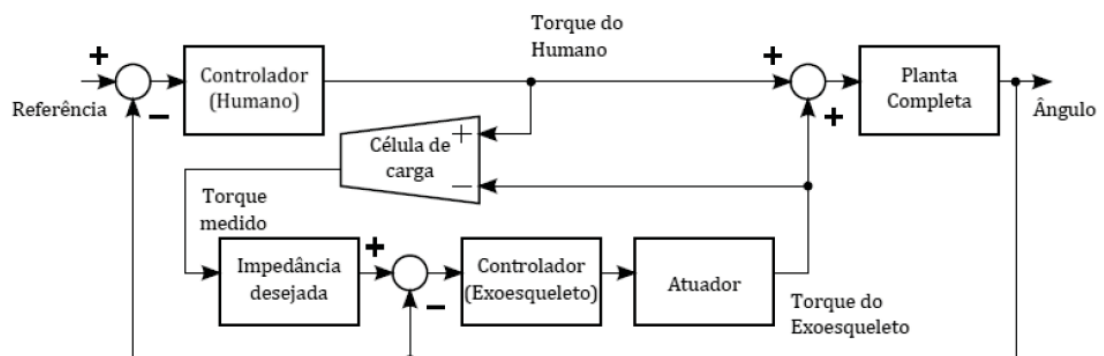 Torque do
Humano
+
+
Controlador
(Humano)
Planta
Completa
Referência
−
+
Ângulo
Célula de
carga
+
−
Torque
medido
+
Impedância
desejada
Controlador
(Exoesqueleto)
Atuador
−
Torque do
Exoesqueleto